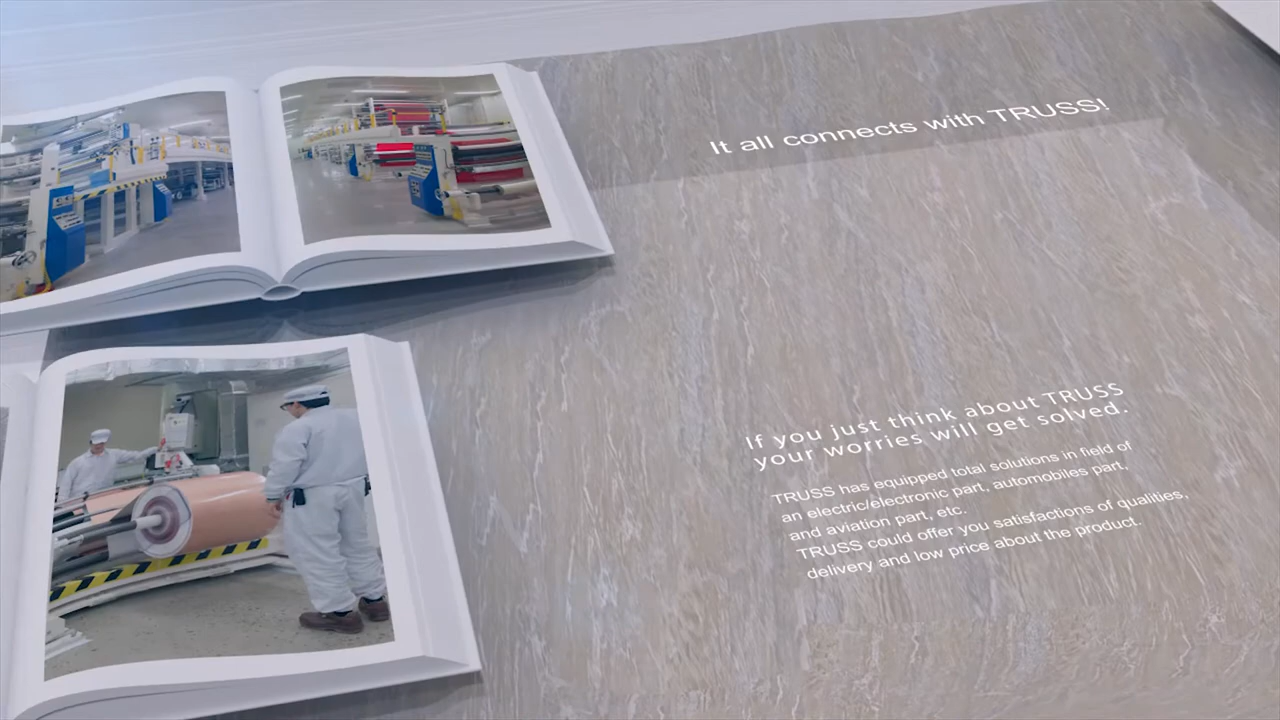 It all connects with TRUSS!
If you just think about TRUSS
your worries will get solved.
TRUSS has equipped total solutions in field of
an electric/electronic part, automobiles part,
and aviation part, etc.
TRUSS could offer you satisfactions of qualities,
delivery and low price about the product.